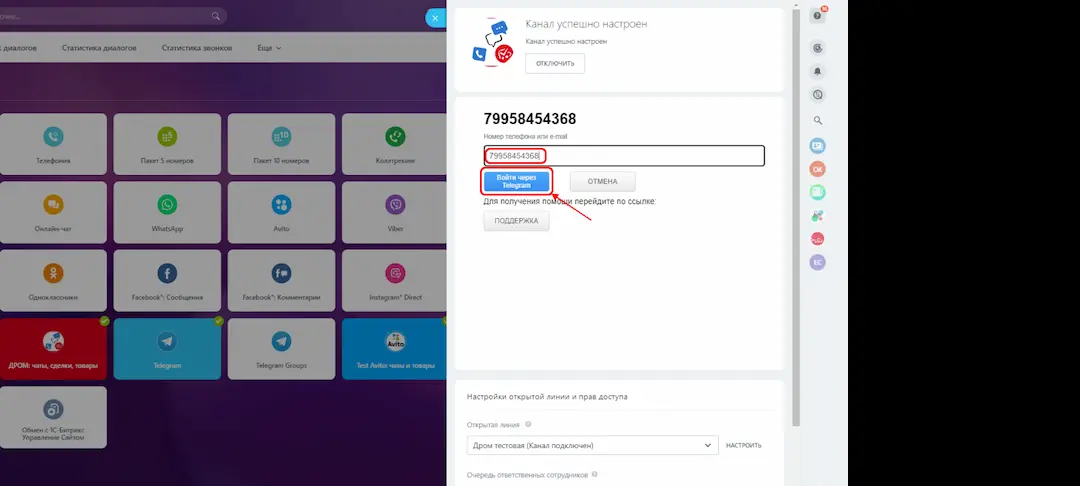 диалогов
Статистика диалогов
Статистика звонков
Еще
Телефония
Пакет 5 номеров
Пакет 10 номеров
Коллтрекинг
Онлайн-чат
WhatsApp
Avito
Viber
Одноклассники
Facebook*: Сообщения
Facebook*: Комментарии
Instagram* Direct
ДРОМ: чаты, сделки, товары
Telegram
Telegram Groups
Avito
Test Avito: чаты и товары
Обмен с 1С-Битрикс
Управление Сайтом
Канал успешно настроен
Канал успешно настроен
ОТКЛЮЧИТЬ
79958454368
Номер телефона или e-mail
79958454368
Войти через
Telegram
ОТМЕНА
Для получения помощи перейдите по ссылке:
ПОДДЕРЖКА
Настройки открытой линии и прав доступа
Открытая линия
Дром тестовая (Канал подключен)
НАСТРОИТЬ
Очередь ответственных сотрудников
ОК
ЕС